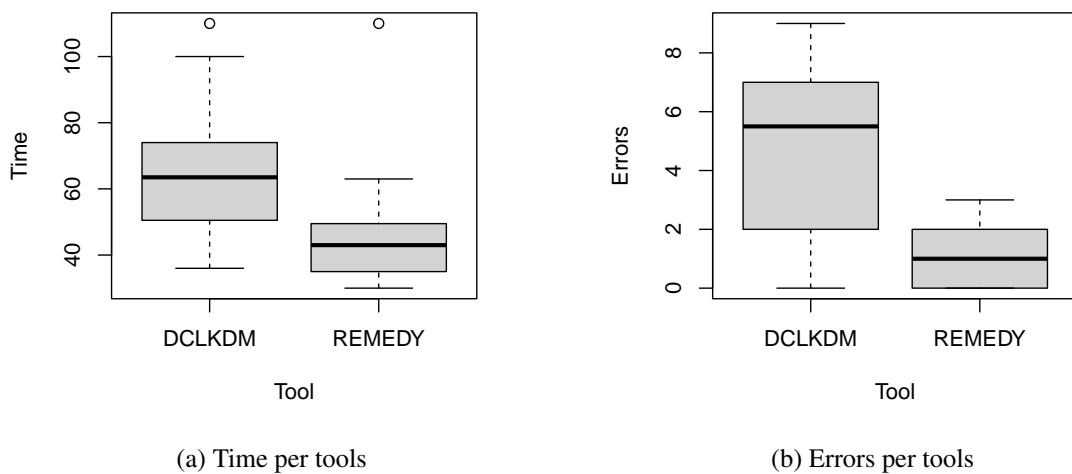 Time
100
80
60
40
DCLKDM
REMEDY
Tool
(a) Time per tools
Errors
8
6
4
2
0
DCLKDM
REMEDY
Tool
(b) Errors per tools